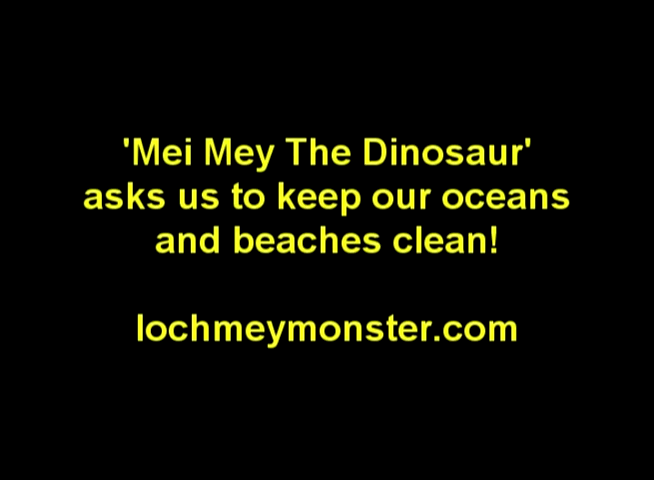 'Mei Mey The Dinosaur'
asks us to keep our oceans
and beaches clean!
lochmeymonster.com